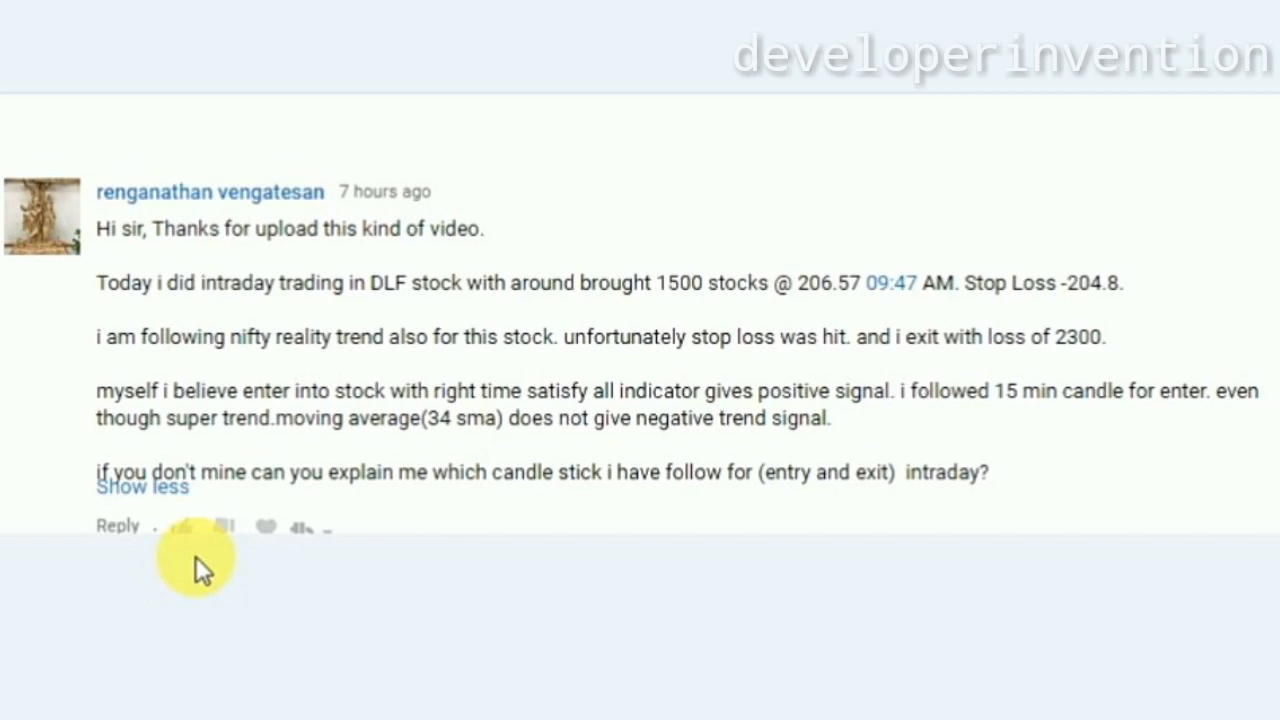 developerinvention
renganathan vengatesan 7 hours ago
Hi sir, Thanks for upload this kind of video.
Today i did intraday trading in DLF stock with around brought 1500 stocks @ 206.57 09:47 AM. Stop Loss -204.8.
i am following nifty reality trend also for this stock. unfortunately stop loss was hit. and i exit with loss of 2300.
myself i believe enter into stock with right time satisfy all indicator gives positive signal. i followed 15 min candle for enter. even
though super trend.moving average(34 sma) does not give negative trend signal.
if you don't mine can you explain me which candle stick i have follow for (entry and exit) intraday?
Show less
Reply .